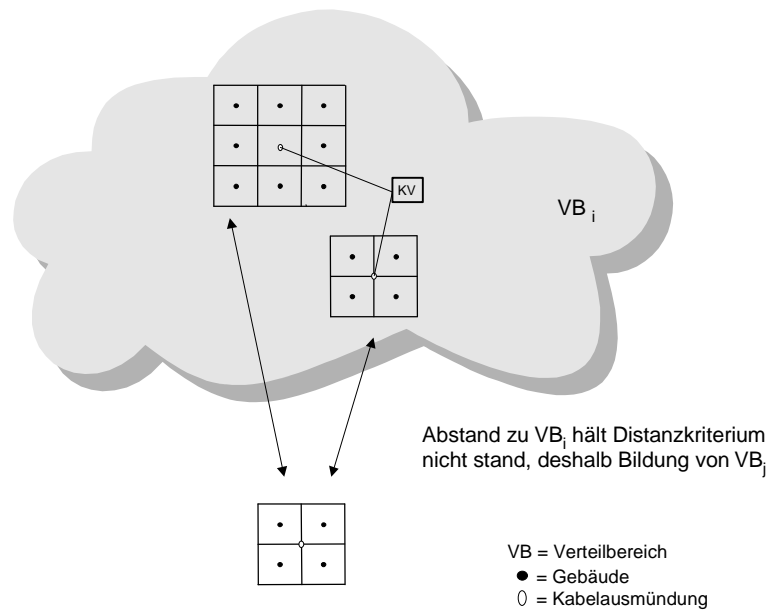 KV
VB i
Abstand zu VBi hält Distanzkriterium
nicht stand, deshalb Bildung von VBj
VB = Verteilbereich
= Gebäude
= Kabelausmündung